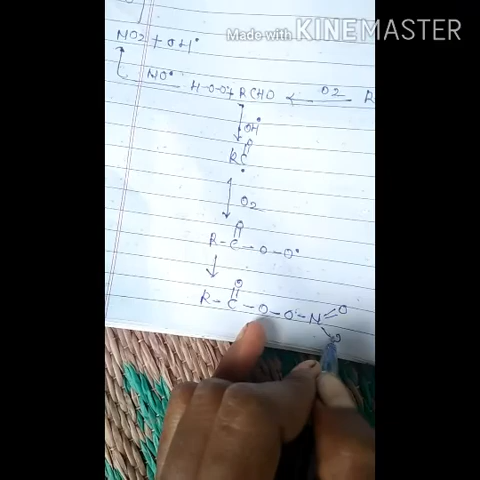 Made with KINEMASTER
NO2 + OH•
NO• H-O-O• + RCHO ← O2 R
OH•
O
RC
•
O2
O
R-C-O-O•
O
R-C-O-O-N=O
O